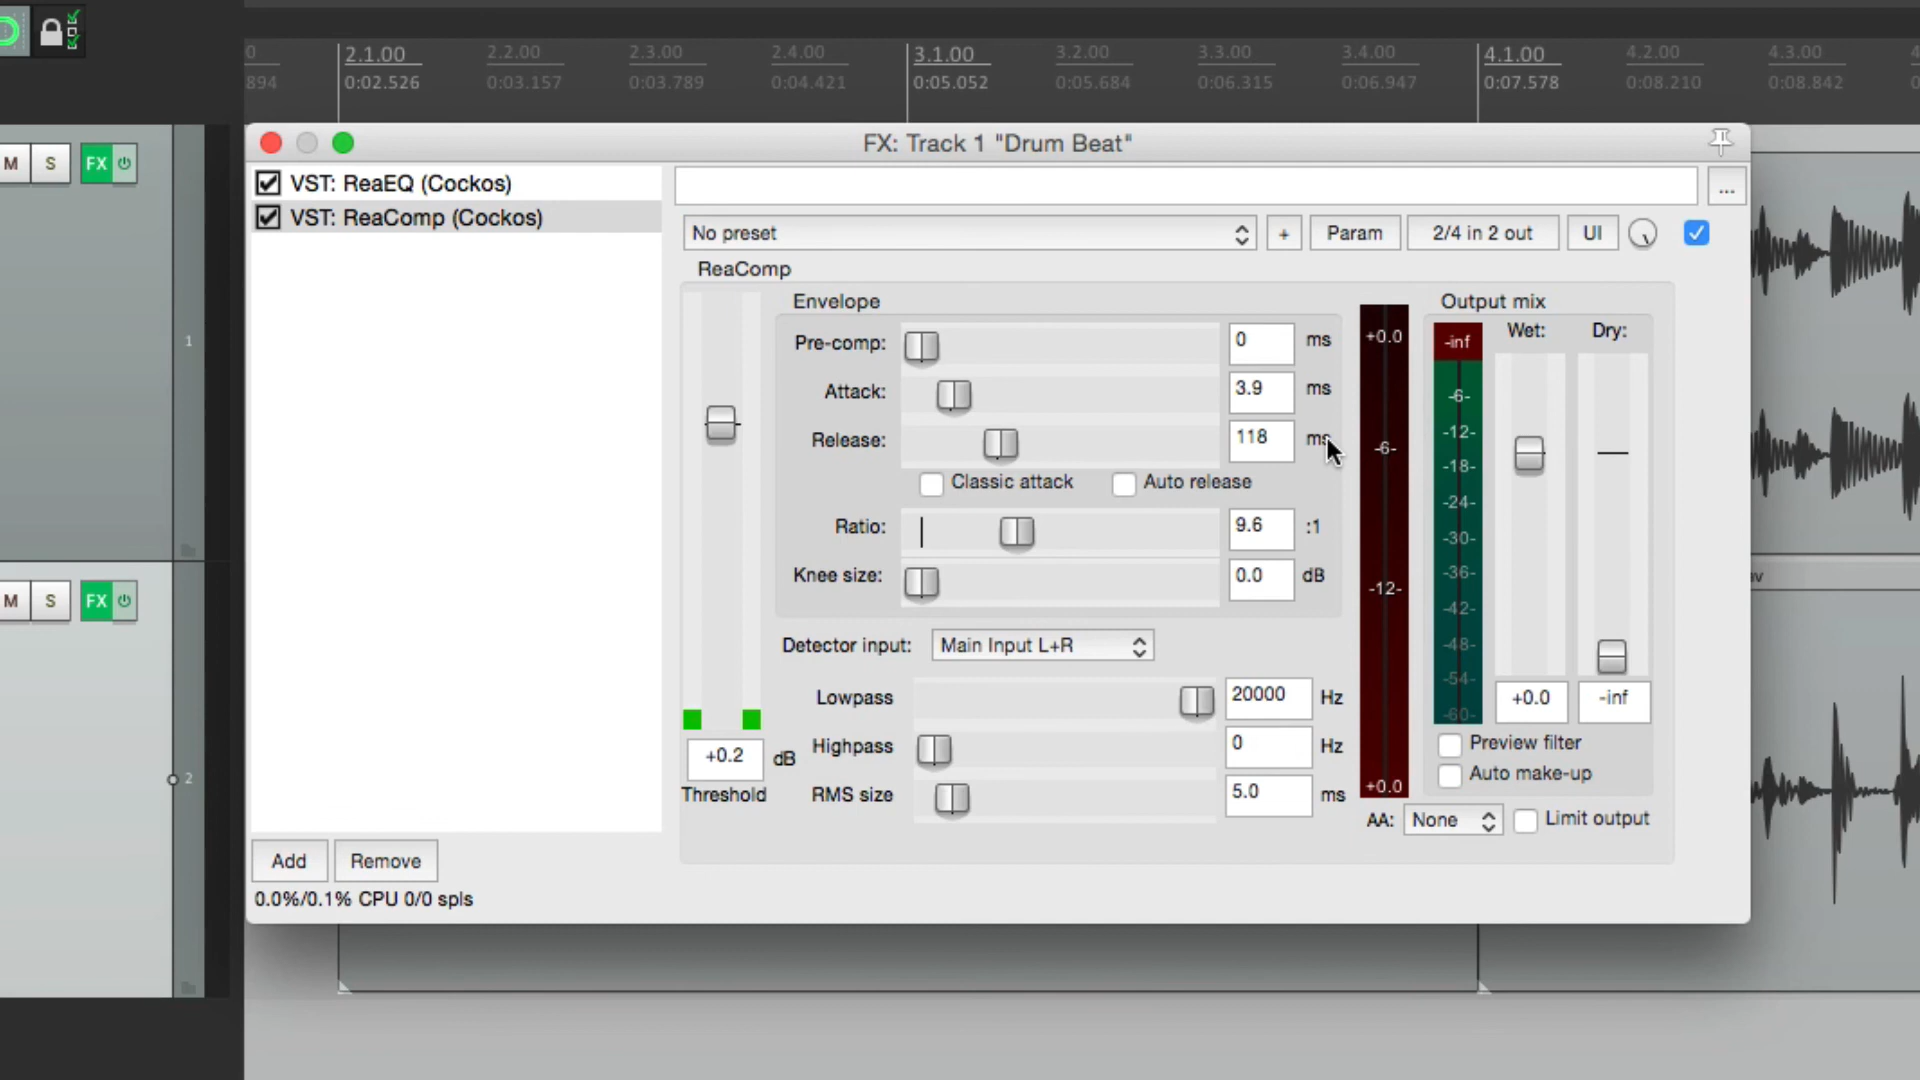 0 2.1.00 2.2.00 2.3.00 2.4.00 3.1.00 3.2.00 3.3.00 3.4.00 4.1.00 4.2.00 4.3.00
894 0:02.526 0:03.157 0:03.789 0:04.421 0:05.052 0:05.684 0:06.315 0:06.947 0:07.578 0:08.210 0:08.842
FX: Track 1 "Drum Beat"
M S FX
VST: ReaEQ (Cockos)
...
VST: ReaComp (Cockos)
No preset + Param 2/4 in 2 out UI
ReaComp
Envelope
Output mix
Wet: Dry:
Pre-comp: 0 ms
+0.0
-inf
1
Attack: 3.9 ms
Release: 118 ms
Classic attack Auto release
Ratio: 9.6 :1
Knee size: 0.0 dB
-6-
-12-
+0.0
-6-
-12-
-18-
-24-
-30-
-36-
-42-
-48-
-54-
-60-
M S FX
av
Detector input: Main Input L+R
Lowpass 20000 Hz
Highpass 0 Hz
RMS size 5.0 ms
+0.2 dB
Threshold
+0.0 -inf
Preview filter
Auto make-up
AA: None Limit output
2
Add Remove
0.0%/0.1% CPU 0/0 spls